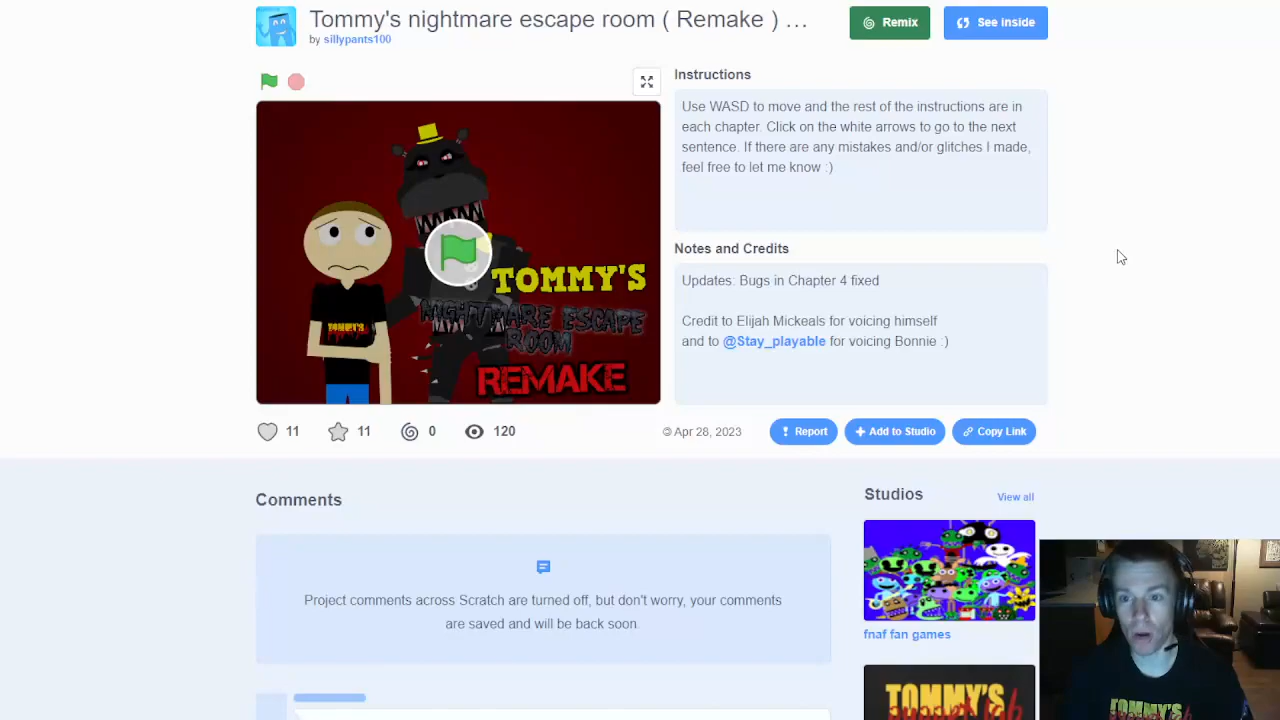 Tommy's nightmare escape room ( Remake ) …
by sillypants100
Remix
See inside
Instructions
Use WASD to move and the rest of the instructions are in
each chapter. Click on the white arrows to go to the next
sentence. If there are any mistakes and/or glitches I made,
feel free to let me know :)
TOMMY'S
NIGHTMARE ESCAPE
ROOM
REMAKE
TOMMY'S
Notes and Credits
Updates: Bugs in Chapter 4 fixed
Credit to Elijah Mickeals for voicing himself
and to @Stay_playable for voicing Bonnie :)
11
11
0
120
© Apr 28, 2023
Report
Add to Studio
Copy Link
Comments
Project comments across Scratch are turned off, but don't worry, your comments
are saved and will be back soon.
Studios
View all
fnaf fan games
TOMMY'S
TOMMY'S